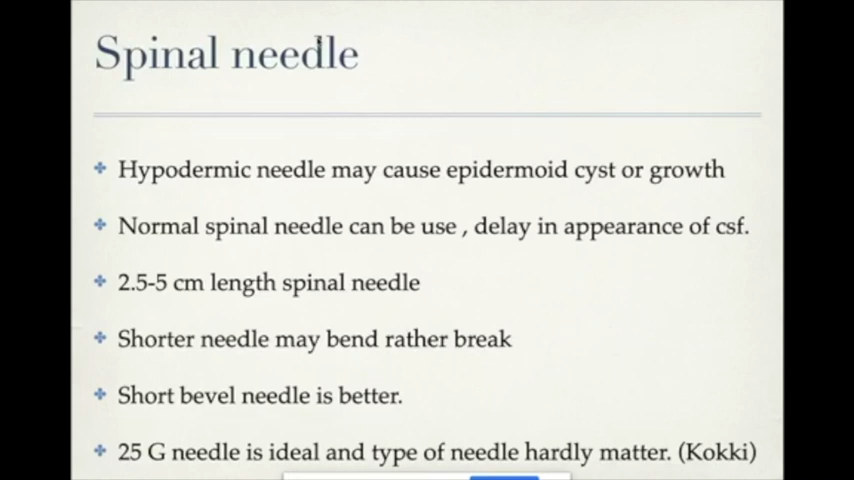 Spinal needle
Hypodermic needle may cause epidermoid cyst or growth
Normal spinal needle can be use , delay in appearance of csf.
2.5-5 cm length spinal needle
Shorter needle may bend rather break
Short bevel needle is better.
25 G needle is ideal and type of needle hardly matter. (Kokki)